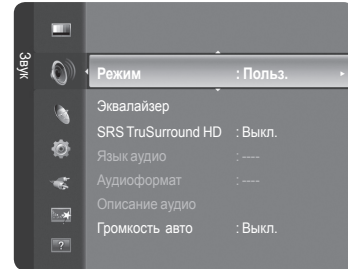 Звук
Режим : Польз.
Эквалайзер
SRS TruSurround HD : Выкл.
Язык аудио : ----
Аудиоформат : ----
Описание аудио
Громкость авто : Выкл.
?